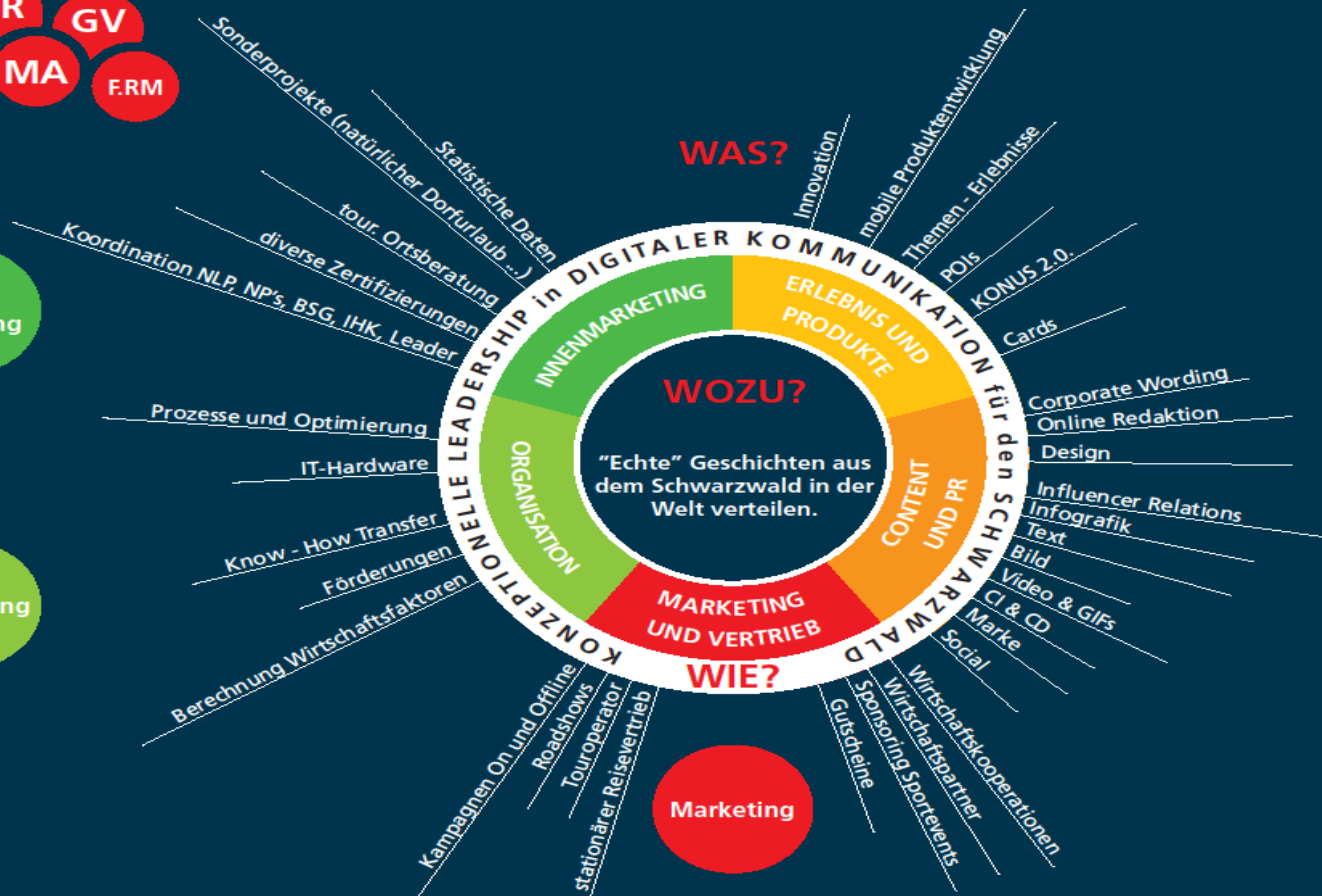 R
GV
MA
F.RM
ng
ng
WAS?
WOZU?
"Echte" Geschichten aus
dem Schwarzwald in der
Welt verteilen.
WIE?
KONZEPTIONELLE LEADERSHIP in DIGITALER KOMMUNIKATION für den SCHWARZWALD
INNENMARKETING
ERLEBNIS UND
PRODUKTE
CONTENT
UND PR
MARKETING
UND VERTRIEB
ORGANISATION
Innovation
mobile Produktentwicklung
Themen - Erlebnisse
POIs
KONUS 2.0.
Cards
Corporate Wording
Online Redaktion
Design
Influencer Relations
Infografik
Text
Bild
Video & GIFs
CI & CD
Marke
Social
Wirtschaftskooperationen
Wirtschaftspartner
Sponsoring Sportevents
Gutscheine
stationärer Reisevertrieb
Touroperator
Roadshows
Kampagnen On und Offline
Berechnung Wirtschaftsfaktoren
Förderungen
Know - How Transfer
IT-Hardware
Prozesse und Optimierung
Koordination NLP, NP's, BSG, IHK, Leader
diverse Zertifizierungen
tour. Ortsberatung
Sonderprojekte (natürlicher Dorfurlaub ...)
Statistische Daten
Marketing